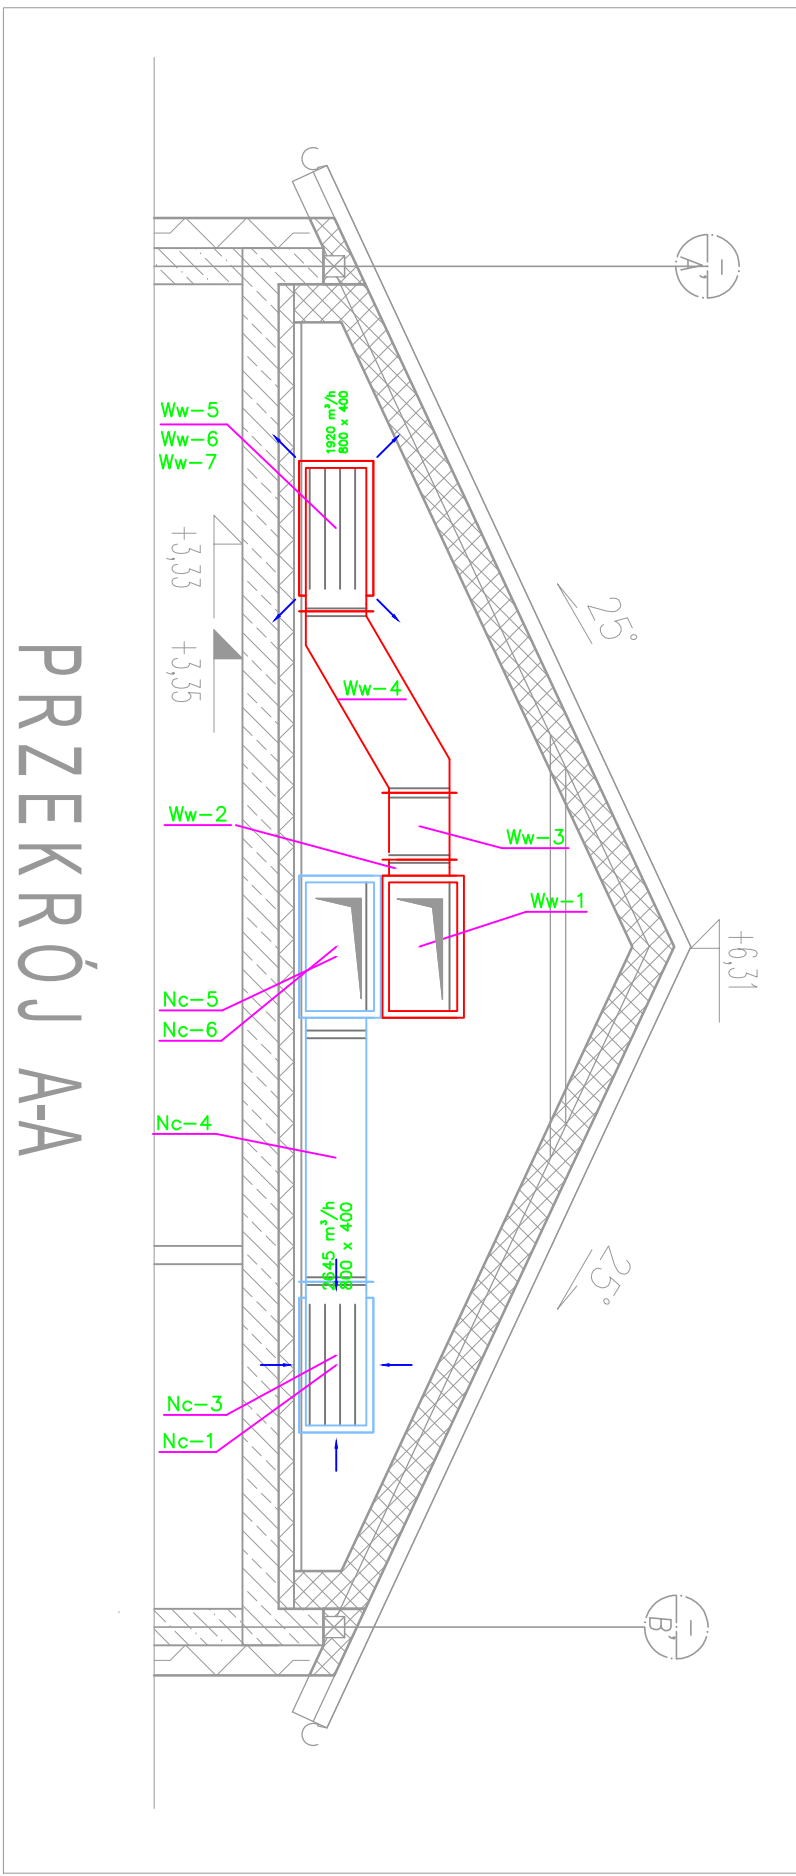 A'
1920 m³/h
800 x 400
Ww-5
Ww-6
Ww-7
+3,33
+3,35
25°
Ww-4
Ww-2
Ww-3
Ww-1
+6,31
Nc-5
Nc-6
Nc-4
2645 m³/h
800 x 400
25°
Nc-3
Nc-1
B'
PRZEKRÓJ A-A